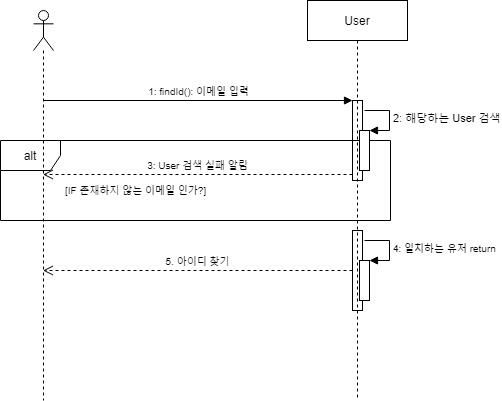 User
1: findId(): 이메일 입력
2: 해당하는 User 검색
alt
3: User 검색 실패 알림
[IF 존재하지 않는 이메일 인가?]
4: 일치하는 유저 return
5. 아이디 찾기